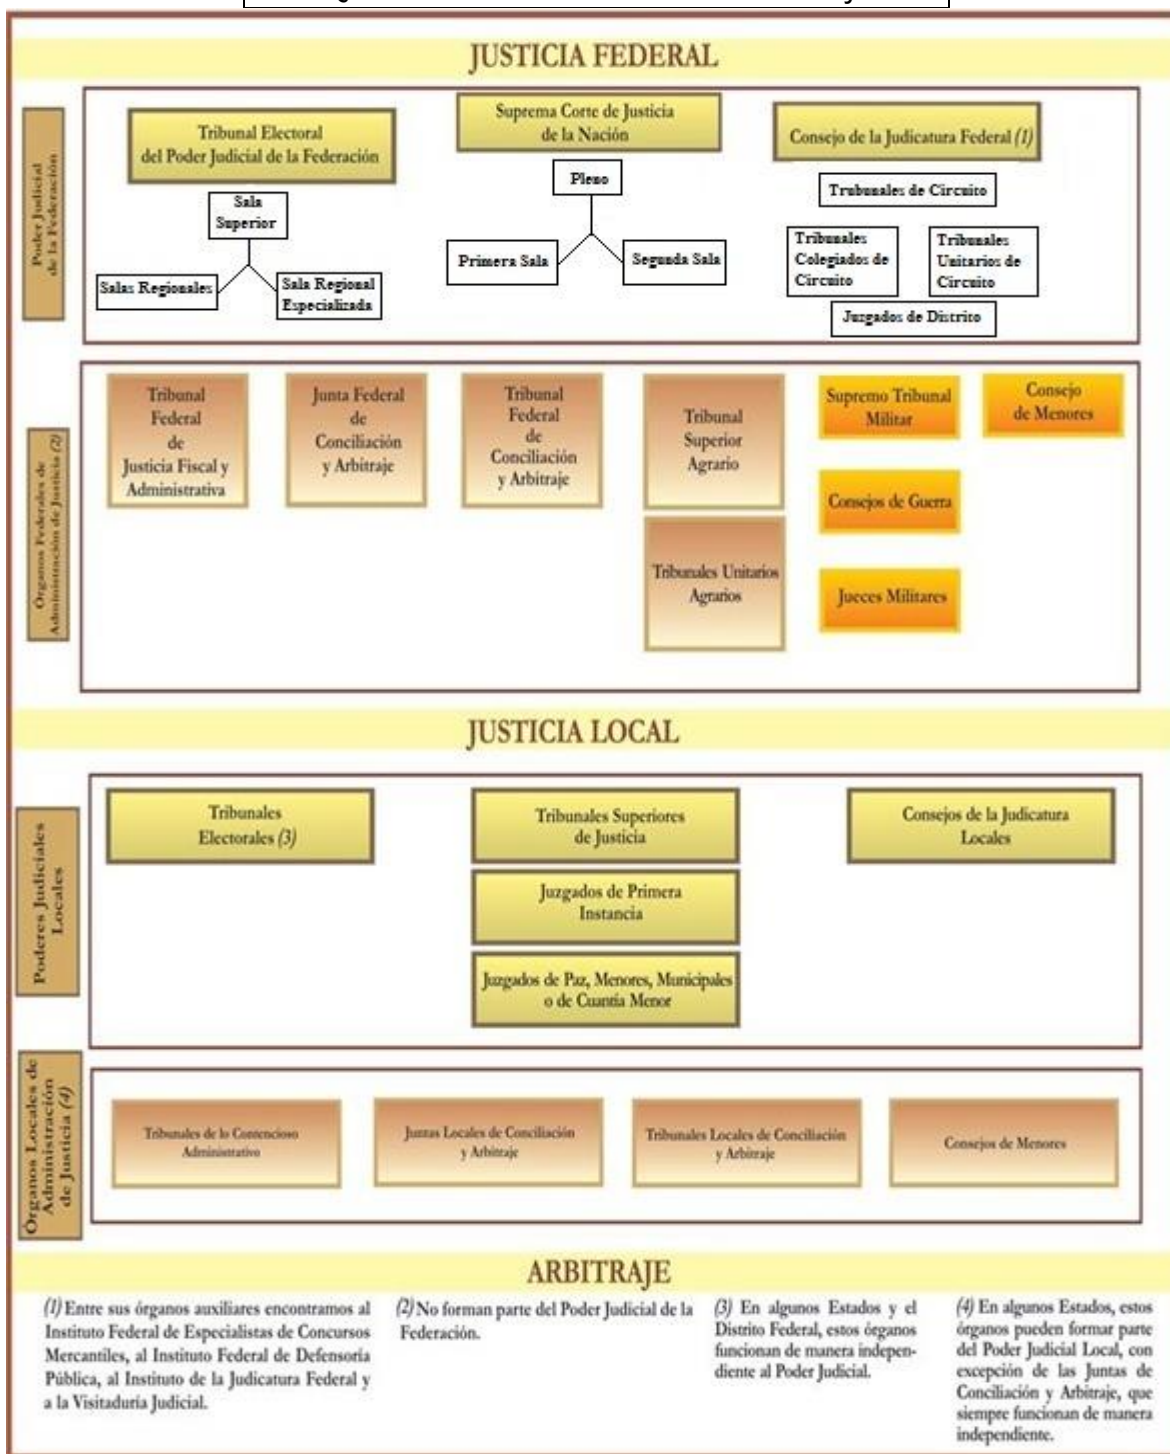 JUSTICIA FEDERAL
Poder Judicial
de la Federación
Tribunal Electoral
del Poder Judicial de la Federación
Sala
Superior
Salas Regionales
Sala Regional
Especializada
Suprema Corte de Justicia
de la Nación
Pleno
Primera Sala
Segunda Sala
Consejo de la Judicatura Federal (1)
Trubunales de Circuito
Tribunales
Colegiados de
Circuito
Tribunales
Unitarios de
Circuito
Juzgados de Distrito
Órganos Federales de
Administración de Justicia (2)
Tribunal
Federal
de
Justicia Fiscal y
Administrativa
Junta Federal
de
Conciliación
y Arbitraje
Tribunal
Federal
de
Conciliación
y Arbitraje
Tribunal
Superior
Agrario
Tribunales Unitarios
Agrarios
Supremo Tribunal
Militar
Consejos de Guerra
Jueces Militares
Consejo
de Menores
JUSTICIA LOCAL
Poderes Judiciales
Locales
Tribunales
Electorales (3)
Tribunales Superiores
de Justicia
Juzgados de Primera
Instancia
Juzgados de Paz, Menores, Municipales
o de Cuantía Menor
Consejos de la Judicatura
Locales
Órganos Locales de
Administración
de Justicia (4)
Tribunales de lo Contencioso
Administrativo
Juntas Locales de Conciliación
y Arbitraje
Tribunales Locales de Conciliación
y Arbitraje
Consejos de Menores
ARBITRAJE
(1) Entre sus órganos auxiliares encontramos al
Instituto Federal de Especialistas de Concursos
Mercantiles, al Instituto Federal de Defensoría
Pública, al Instituto de la Judicatura Federal y
a la Visitaduría Judicial.
(2) No forman parte del Poder Judicial de la
Federación.
(3) En algunos Estados y el
Distrito Federal, estos órganos
funcionan de manera indepen-
diente al Poder Judicial.
(4) En algunos Estados, estos
órganos pueden formar parte
del Poder Judicial Local, con
excepción de las Juntas de
Conciliación y Arbitraje, que
siempre funcionan de manera
independiente.